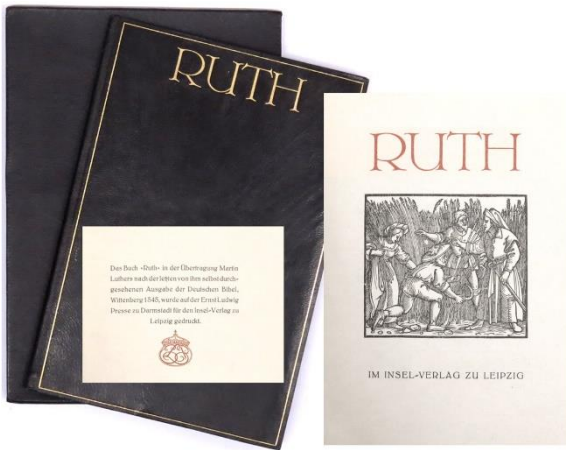 RUTH
Das Buch »Ruth« in der Übertragung Martin
Luthers nach der letzten von ihm selbst durch-
gesehenen Ausgabe der Deutschen Bibel,
Wittenberg 1545, wurde auf der Ernst Ludwig
Presse zu Darmstadt für den Insel-Verlag zu
Leipzig gedruckt.
RUTH
IM INSEL-VERLAG ZU LEIPZIG